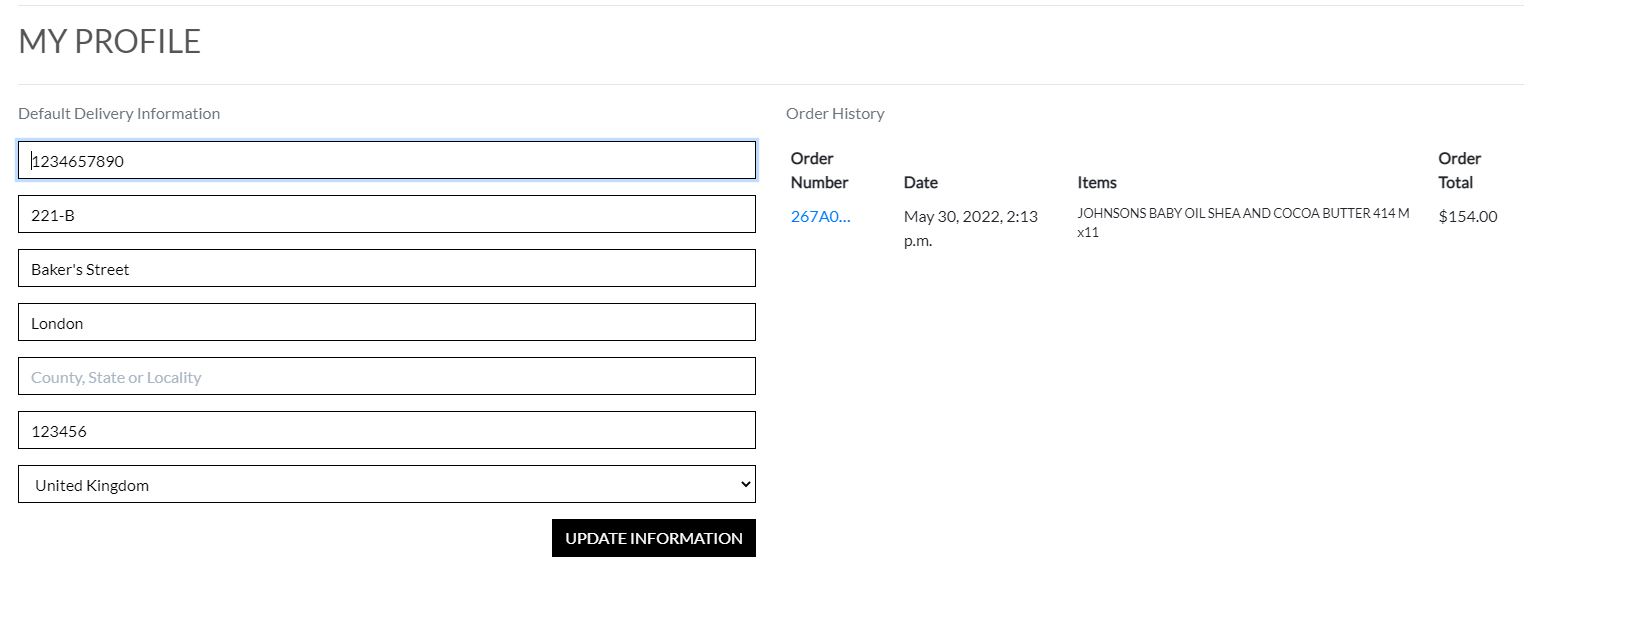 MY PROFILE
Default Delivery Information
1234657890
221-B
Baker's Street
London
County, State or Locality
123456
United Kingdom
UPDATE INFORMATION
Order History
Order
Number
Date
Items
Order
Total
267A0...
May 30, 2022, 2:13
p.m.
JOHNSONS BABY OIL SHEA AND COCOA BUTTER 414 M
x11
$154.00